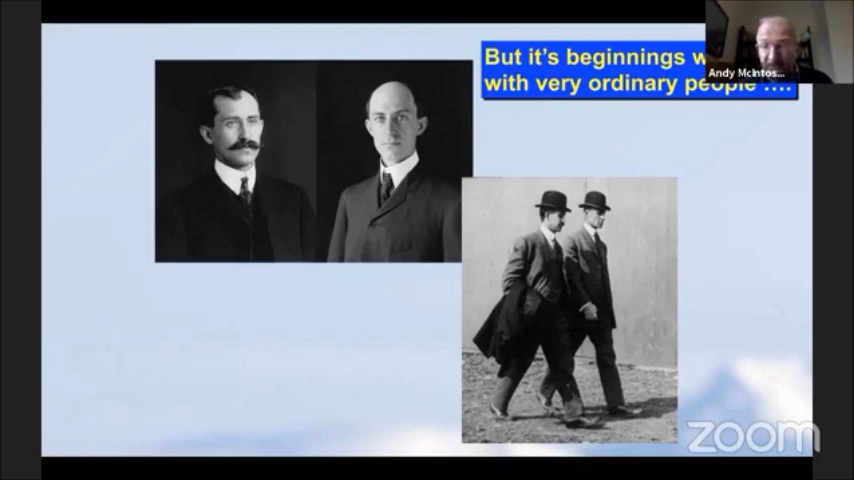 But it's beginnings
with very ordinary people ....
Andy McIntos...
zoom